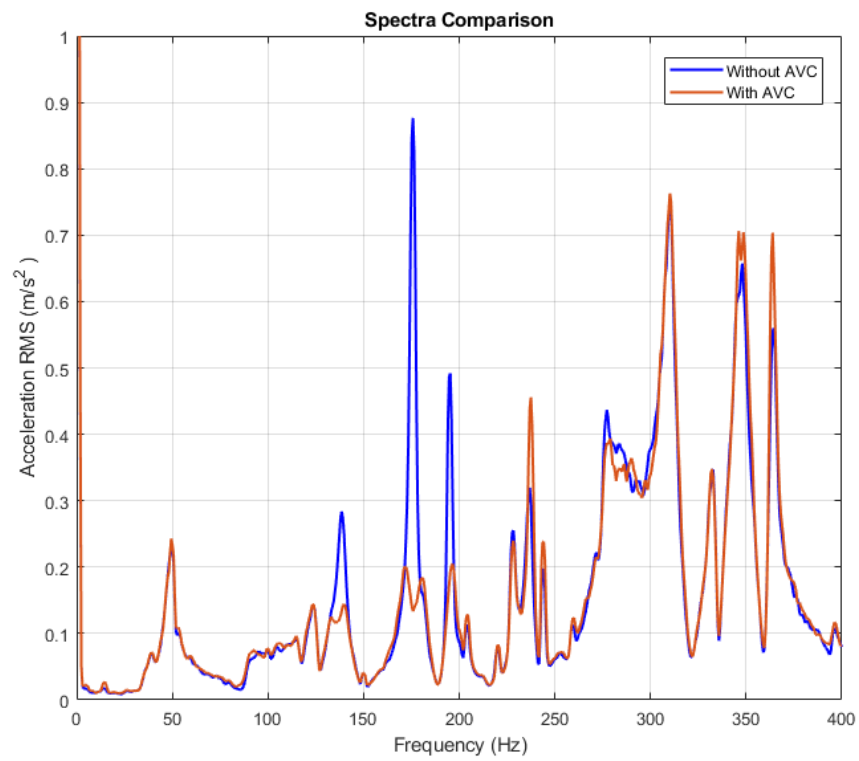 Spectra Comparison
Without AVC
With AVC
Acceleration RMS (m/s² )
1
0.9
0.8
0.7
0.6
0.5
0.4
0.3
0.2
0.1
0
0 50 100 150 200 250 300 350 400
Frequency (Hz)